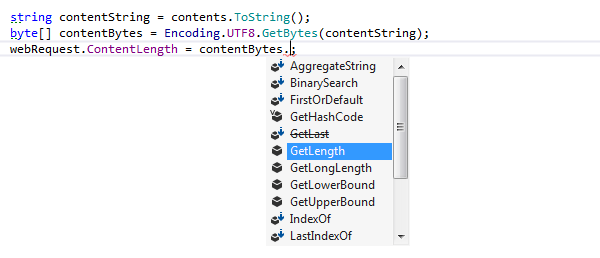 string contentString = contents.ToString();
byte[] contentBytes = Encoding.UTF8.GetBytes(contentString);
webRequest.ContentLength = contentBytes.;
AggregateString
BinarySearch
FirstOrDefault
GetHashCode
GetLast
GetLength
GetLongLength
GetLowerBound
GetUpperBound
IndexOf
LastIndexOf